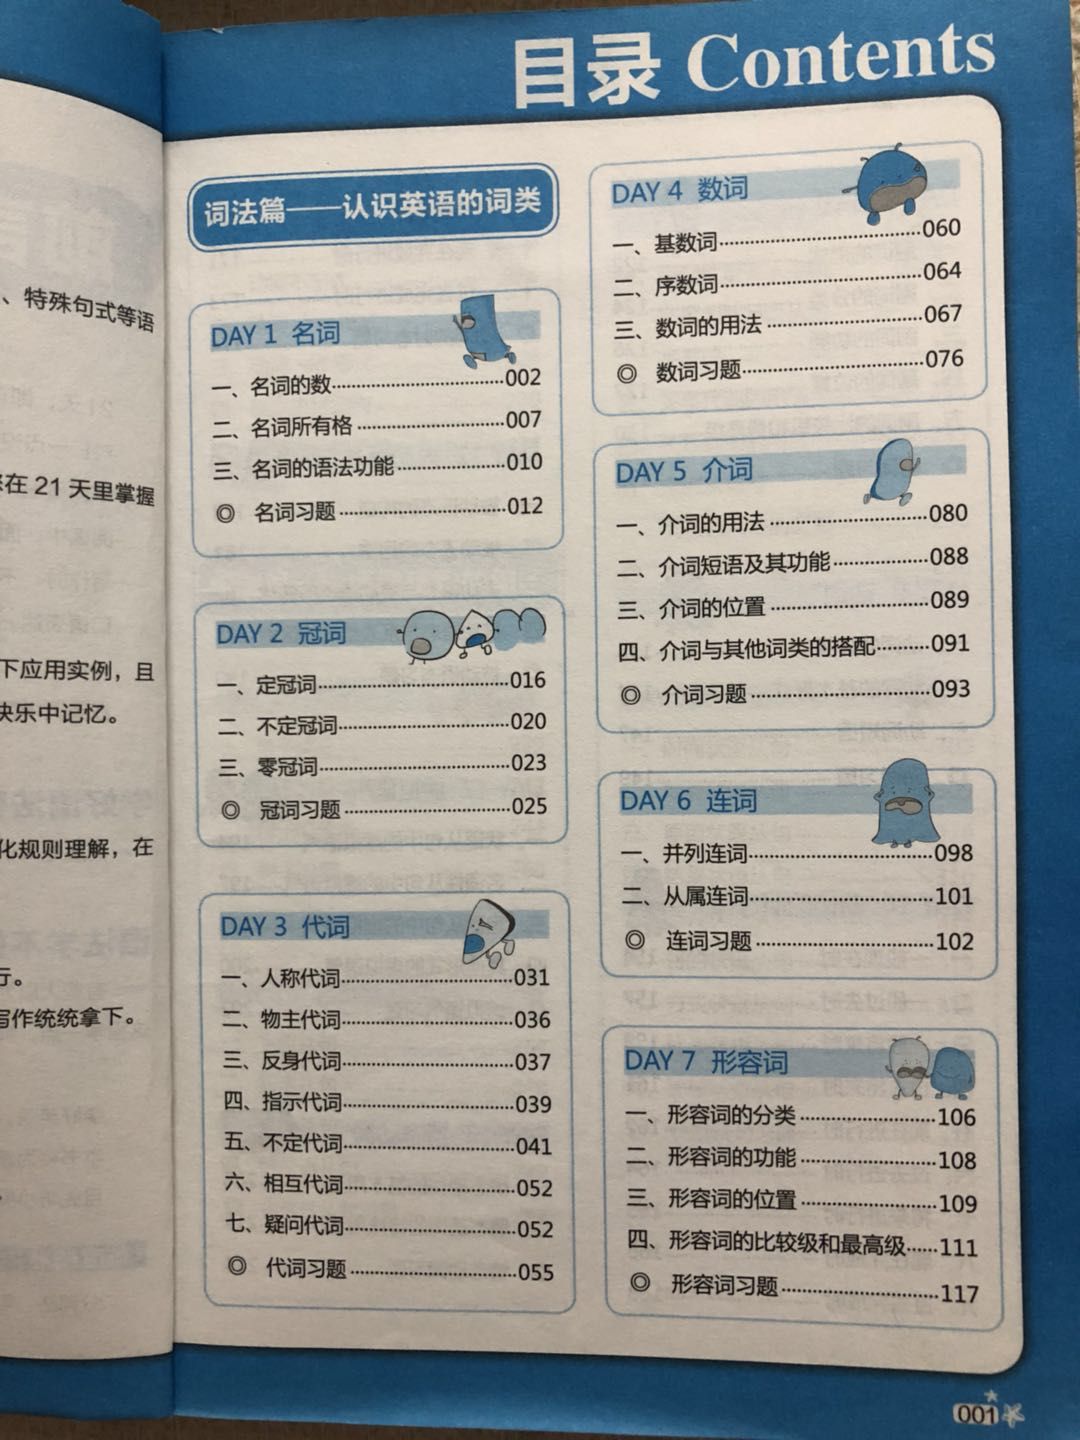 、特殊句式等语
在 21 天里掌握
下应用实例，且
快乐中记忆。
化规则理解，在
行。
写作统统拿下。
目录 Contents
词法篇——认识英语的词类
DAY 1 名词
一、名词的数 002
二、名词所有格 007
三、名词的语法功能 010
◎ 名词习题 012
DAY 2 冠词
一、定冠词 016
二、不定冠词 020
三、零冠词 023
◎ 冠词习题 025
DAY 3 代词
一、人称代词 031
二、物主代词 036
三、反身代词 037
四、指示代词 039
五、不定代词 041
六、相互代词 052
七、疑问代词 052
◎ 代词习题 055
DAY 4 数词
一、基数词 060
二、序数词 064
三、数词的用法 067
◎ 数词习题 076
DAY 5 介词
一、介词的用法 080
二、介词短语及其功能 088
三、介词的位置 089
四、介词与其他词类的搭配 091
◎ 介词习题 093
DAY 6 连词
一、并列连词 098
二、从属连词 101
◎ 连词习题 102
DAY 7 形容词
一、形容词的分类 106
二、形容词的功能 108
三、形容词的位置 109
四、形容词的比较级和最高级 111
◎ 形容词习题 117
001